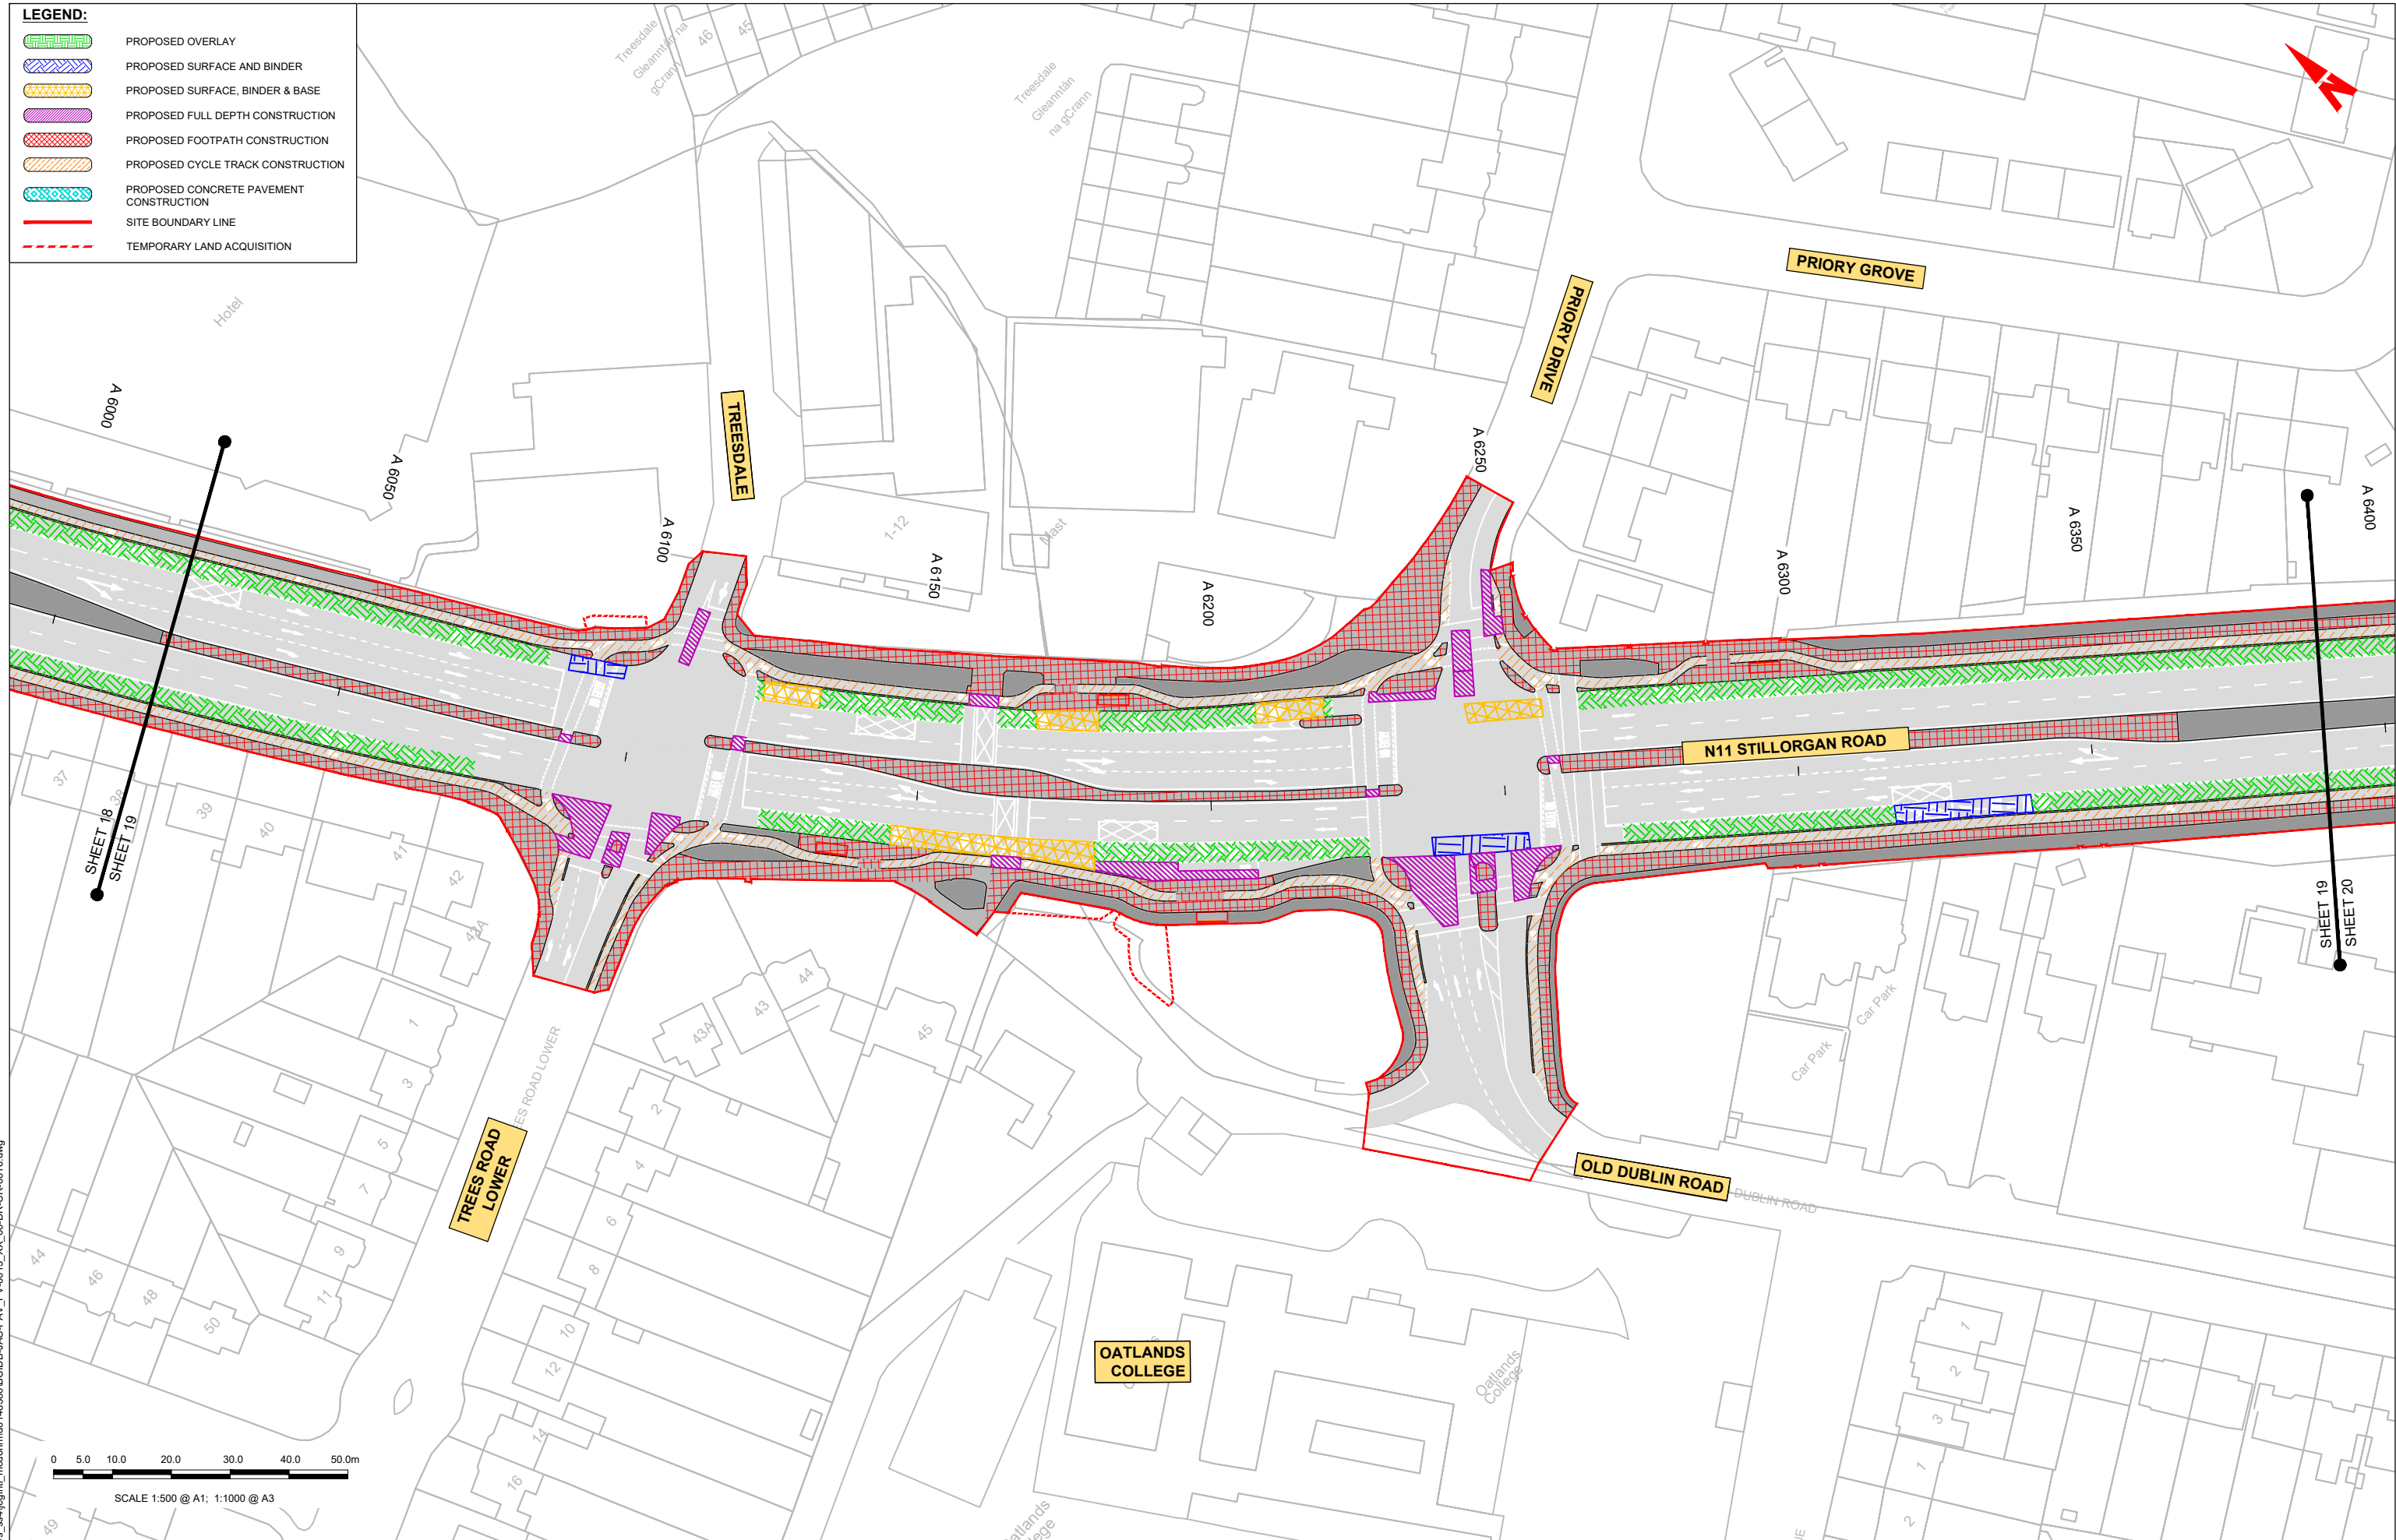 LEGEND:
PROPOSED OVERLAY
PROPOSED SURFACE AND BINDER
PROPOSED SURFACE, BINDER & BASE
PROPOSED FULL DEPTH CONSTRUCTION
PROPOSED FOOTPATH CONSTRUCTION
PROPOSED CYCLE TRACK CONSTRUCTION
PROPOSED CONCRETE PAVEMENT
CONSTRUCTION
SITE BOUNDARY LINE
TEMPORARY LAND ACQUISITION
Treesdale
Gleanntán na
gCrann
46
45
Treesdale
Gleanntán
na gCrann
N
Hotel
PRIORY GROVE
PRIORY DRIVE
TREESDALE
A 6000
A 6050
A 6100
A 6150
A 6200
A 6250
A 6300
A 6350
A 6400
1-12
Mast
N11 STILLORGAN ROAD
SHEET 18
SHEET 19
SHEET 19
SHEET 20
37
38
39
40
41
42
42A
43A
43
44
45
1
3
5
7
9
11
2
4
6
8
10
12
14
16
44
46
48
50
49
TREES ROAD
LOWER
EES ROAD LOWER
Car Park
Car Park
OLD DUBLIN ROAD
DUBLIN ROAD
OATLANDS
COLLEGE
Oatlands
College
1
2
3
1
2
0 5.0 10.0 20.0 30.0 40.0 50.0m
SCALE 1:500 @ A1; 1:1000 @ A3